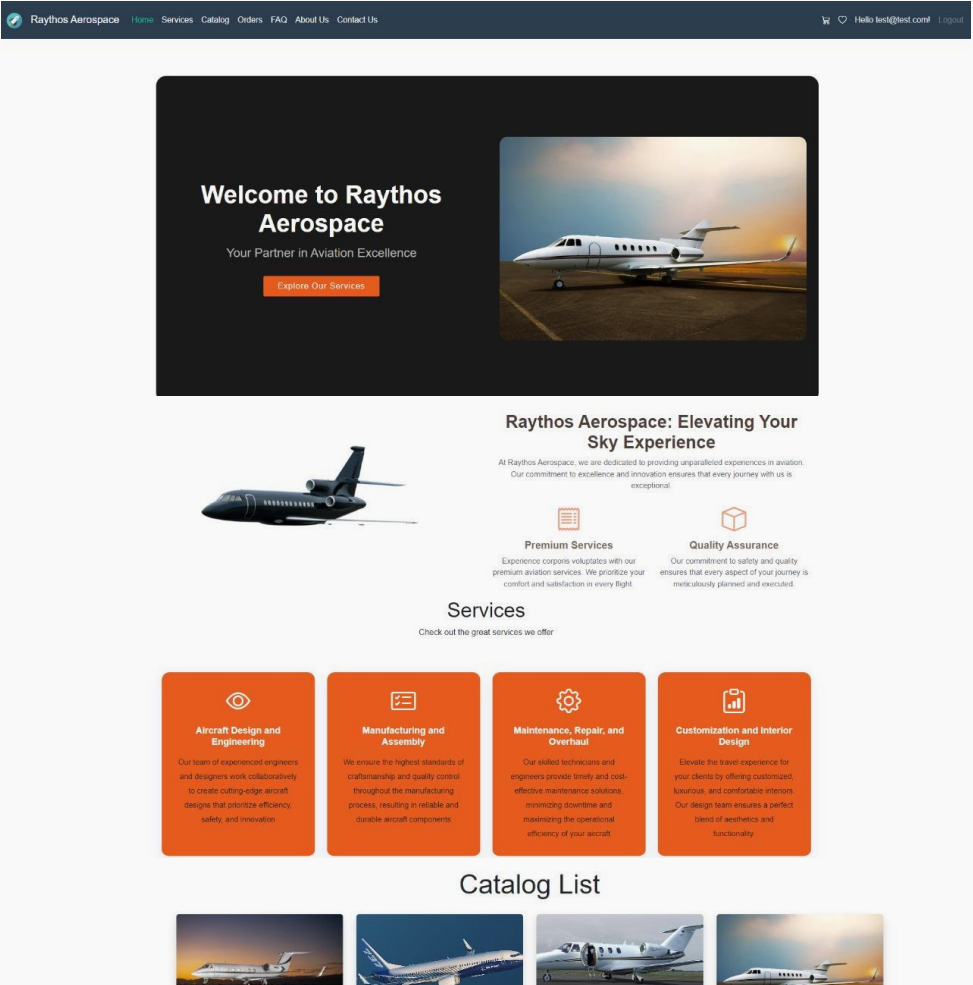 Raythos Aerospace Home Services Catalog Orders FAQ About Us Contact Us Hello test@test.com! Logout
Welcome to Raythos
Aerospace
Your Partner in Aviation Excellence
Explore Our Services
Raythos Aerospace: Elevating Your
Sky Experience
At Raythos Aerospace, we are dedicated to providing unparalleled experiences in aviation.
Our commitment to excellence and innovation ensures that every journey with us is
exceptional.
Premium Services
Experience corporis voluptates with our
premium aviation services. We prioritize your
comfort and satisfaction in every flight.
Quality Assurance
Our commitment to safety and quality
ensures that every aspect of your journey is
meticulously planned and executed.
Services
Check out the great services we offer
Aircraft Design and
Engineering
Our team of experienced engineers
and designers work collaboratively
to create cutting-edge aircraft
designs that prioritize efficiency,
safety, and innovation
Manufacturing and
Assembly
We ensure the highest standards of
craftsmanship and quality control
throughout the manufacturing
process, resulting in reliable and
durable aircraft components
Maintenance, Repair, and
Overhaul
Our skilled technicians and
engineers provide timely and cost-
effective maintenance solutions,
minimizing downtime and
maximizing the operational
efficiency of your aircraft
Customization and Interior
Design
Elevate the travel experience for
your clients by offering customized,
luxurious, and comfortable interiors.
Our design team ensures a perfect
blend of aesthetics and
functionality
Catalog List